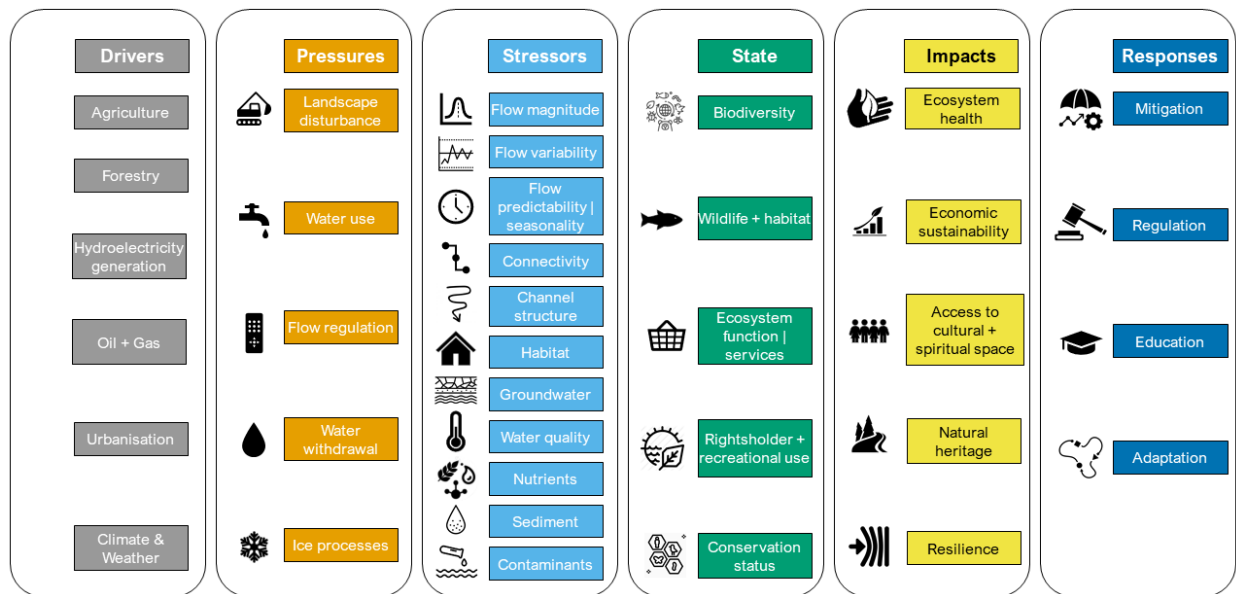 Drivers
Agriculture
Forestry
Hydroelectricity
generation
Oil + Gas
Urbanisation
Climate &
Weather
Pressures
Landscape
disturbance
Water use
Flow regulation
Water
withdrawal
Ice processes
Stressors
Flow magnitude
Flow variability
Flow
predictability |
seasonality
Connectivity
Channel
structure
Habitat
Groundwater
Water quality
Nutrients
Sediment
Contaminants
State
Biodiversity
Wildlife + habitat
Ecosystem
function |
services
Rightsholder +
recreational use
Conservation
status
Impacts
Ecosystem
health
Economic
sustainability
Access to
cultural +
spiritual space
Natural
heritage
Resilience
Responses
Mitigation
Regulation
Education
Adaptation